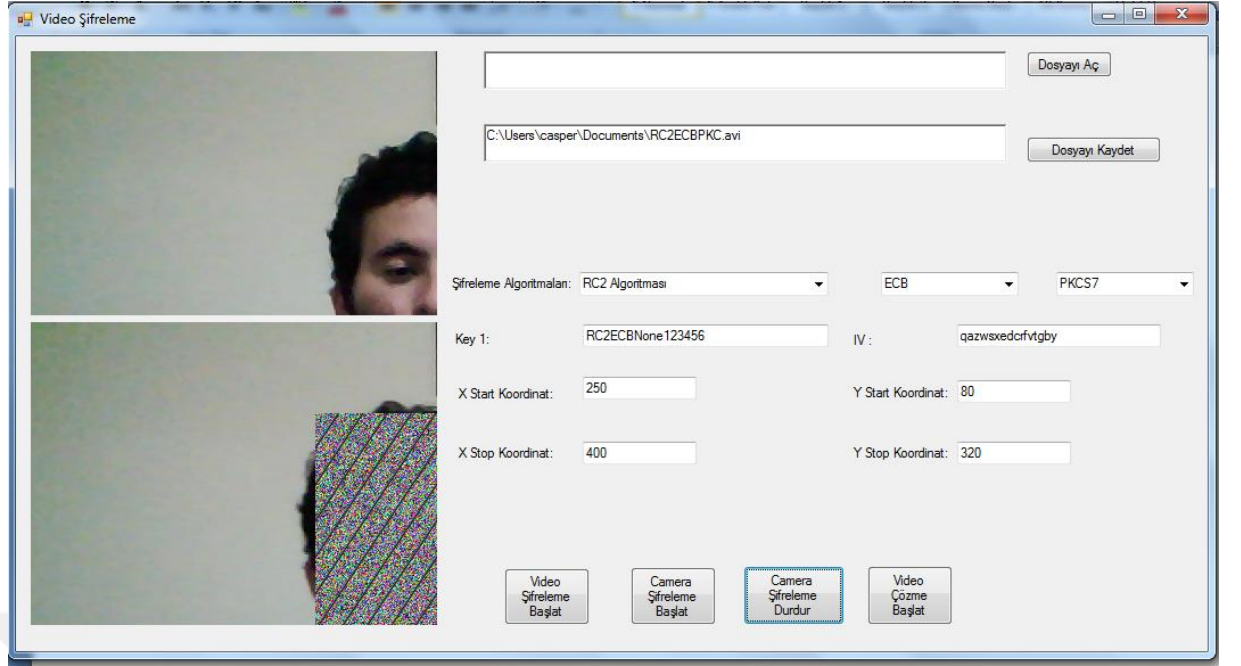 Video Şifreleme
Dosyayı Aç
C:\Users\casper\Documents\RC2ECBPKC.avi
Dosyayı Kaydet
Şifreleme Algoritmaları: RC2 Algoritması ECB PKCS7
Key 1: RC2ECBNone123456 IV : qazwsxedcrfvtgby
X Start Koordinat: 250 Y Start Koordinat: 80
X Stop Koordinat: 400 Y Stop Koordinat: 320
Video Şifreleme Başlat
Camera Şifreleme Başlat
Camera Şifreleme Durdur
Video Çözme Başlat